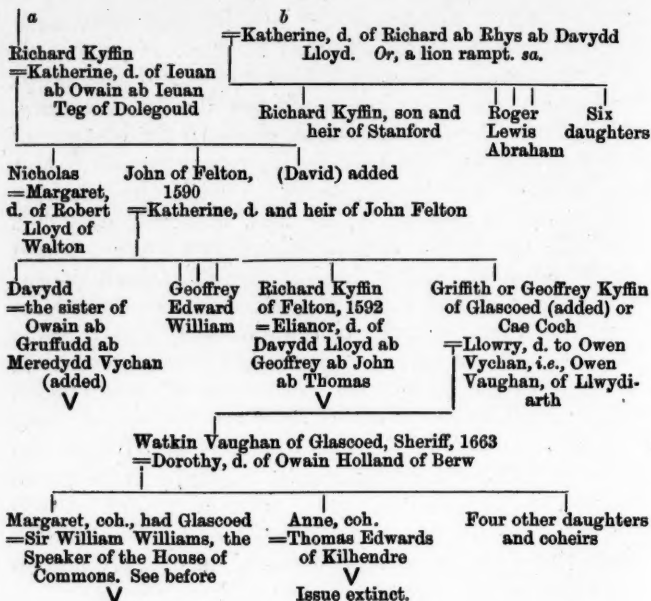 a
Richard Kyffin
=Katherine, d. of Ieuan
ab Owain ab Ieuan
Teg of Dolegould
b
=Katherine, d. of Richard ab Rhys ab Davydd
Lloyd. Or, a lion rampt. sa.
Richard Kyffin, son and
heir of Stanford
Roger
Lewis
Abraham
Six
daughters
Nicholas
=Margaret,
d. of Robert
Lloyd of
Walton
John of Felton,
1590
=Katherine, d. and heir of John Felton
(David) added
Davydd
=the sister of
Owain ab
Gruffudd ab
Meredydd Vychan
(added)
V
Geoffrey
Edward
William
Richard Kyffin
of Felton, 1592
=Elianor, d. of
Davydd Lloyd ab
Geoffrey ab John
ab Thomas
V
Griffith or Geoffrey Kyffin
of Glascoed (added) or
Cae Coch
=Llowry, d. to Owen
Vychan, i.e., Owen
Vaughan, of Llwydi-
arth
Watkin Vaughan of Glascoed, Sheriff, 1663
=Dorothy, d. of Owain Holland of Berw
Margaret, coh., had Glascoed
=Sir William Williams, the
Speaker of the House of
Commons. See before
V
Anne, coh.
=Thomas Edwards
of Kilhendre
V
Issue extinct.
Four other daughters
and coheirs